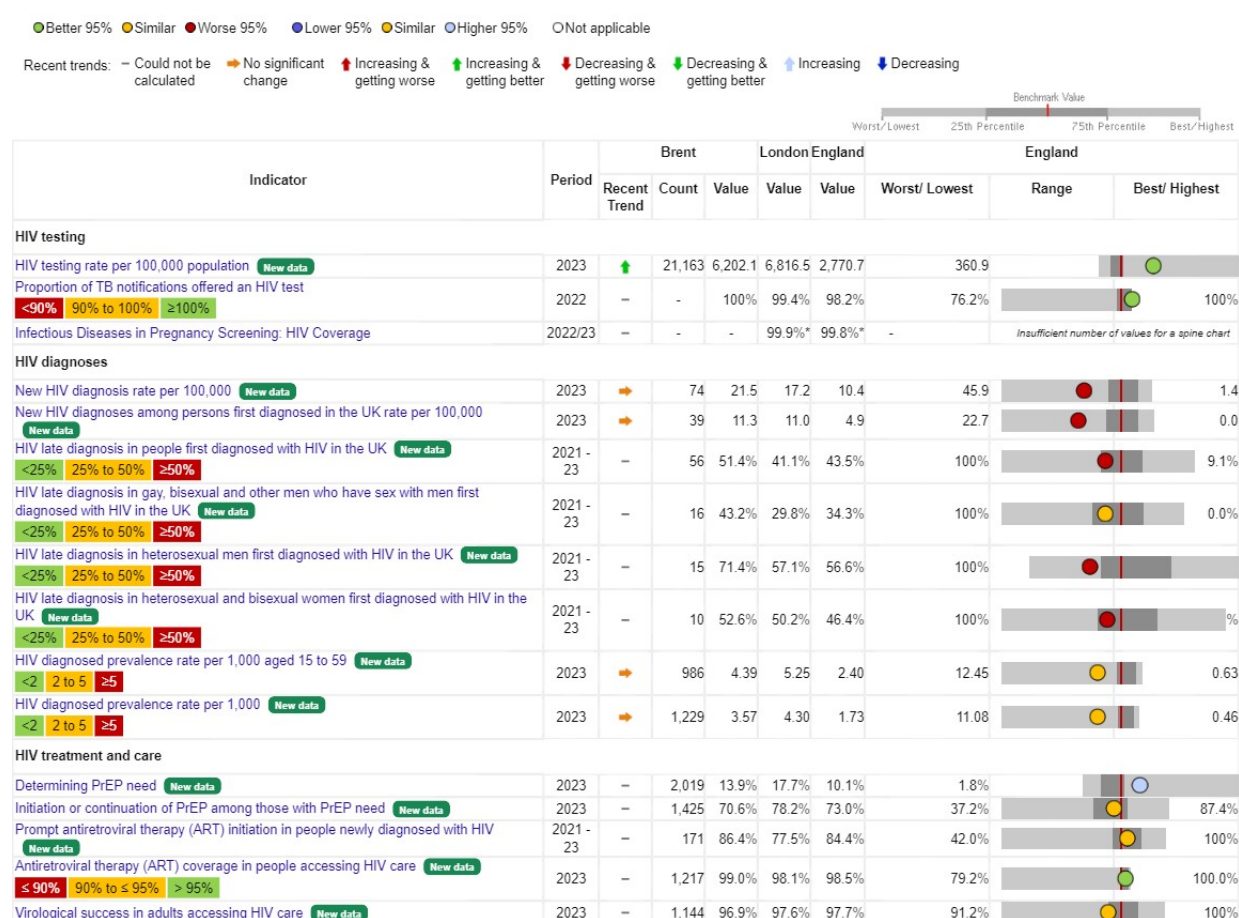 Better 95% Similar Worse 95% Lower 95% Similar Higher 95% Not applicable
Recent trends: – Could not be calculated No significant change Increasing & getting worse Increasing & getting better Decreasing & getting worse Decreasing & getting better Increasing Decreasing
Benchmark Value
Worst/Lowest 25th Percentile 75th Percentile Best/Highest
Brent London England England
Indicator Period Recent Trend Count Value Value Value Worst/ Lowest Range Best/ Highest
HIV testing
HIV testing rate per 100,000 population New data 2023 21,163 6,202.1 6,816.5 2,770.7 360.9
Proportion of TB notifications offered an HIV test
<90% 90% to 100% ≥100% 2022 – - 100% 99.4% 98.2% 76.2% 100%
Infectious Diseases in Pregnancy Screening: HIV Coverage 2022/23 – - - 99.9%* 99.8%* - Insufficient number of values for a spine chart
HIV diagnoses
New HIV diagnosis rate per 100,000 New data 2023 74 21.5 17.2 10.4 45.9 1.4
New HIV diagnoses among persons first diagnosed in the UK rate per 100,000
New data 2023 39 11.3 11.0 4.9 22.7 0.0
HIV late diagnosis in people first diagnosed with HIV in the UK New data
<25% 25% to 50% ≥50% 2021 - 23 – 56 51.4% 41.1% 43.5% 100% 9.1%
HIV late diagnosis in gay, bisexual and other men who have sex with men first
diagnosed with HIV in the UK New data
<25% 25% to 50% ≥50% 2021 - 23 – 16 43.2% 29.8% 34.3% 100% 0.0%
HIV late diagnosis in heterosexual men first diagnosed with HIV in the UK New data
<25% 25% to 50% ≥50% 2021 - 23 – 15 71.4% 57.1% 56.6% 100%
HIV late diagnosis in heterosexual and bisexual women first diagnosed with HIV in the
UK New data
<25% 25% to 50% ≥50% 2021 - 23 – 10 52.6% 50.2% 46.4% 100% %
HIV diagnosed prevalence rate per 1,000 aged 15 to 59 New data
<2 2 to 5 ≥5 2023 986 4.39 5.25 2.40 12.45 0.63
HIV diagnosed prevalence rate per 1,000 New data
<2 2 to 5 ≥5 2023 1,229 3.57 4.30 1.73 11.08 0.46
HIV treatment and care
Determining PrEP need New data 2023 – 2,019 13.9% 17.7% 10.1% 1.8%
Initiation or continuation of PrEP among those with PrEP need New data 2023 – 1,425 70.6% 78.2% 73.0% 37.2% 87.4%
Prompt antiretroviral therapy (ART) initiation in people newly diagnosed with HIV
New data 2021 - 23 – 171 86.4% 77.5% 84.4% 42.0% 100%
Antiretroviral therapy (ART) coverage in people accessing HIV care New data
≤ 90% 90% to ≤ 95% > 95% 2023 – 1,217 99.0% 98.1% 98.5% 79.2% 100.0%
Virological success in adults accessing HIV care New data 2023 – 1,144 96.9% 97.6% 97.7% 91.2% 100%